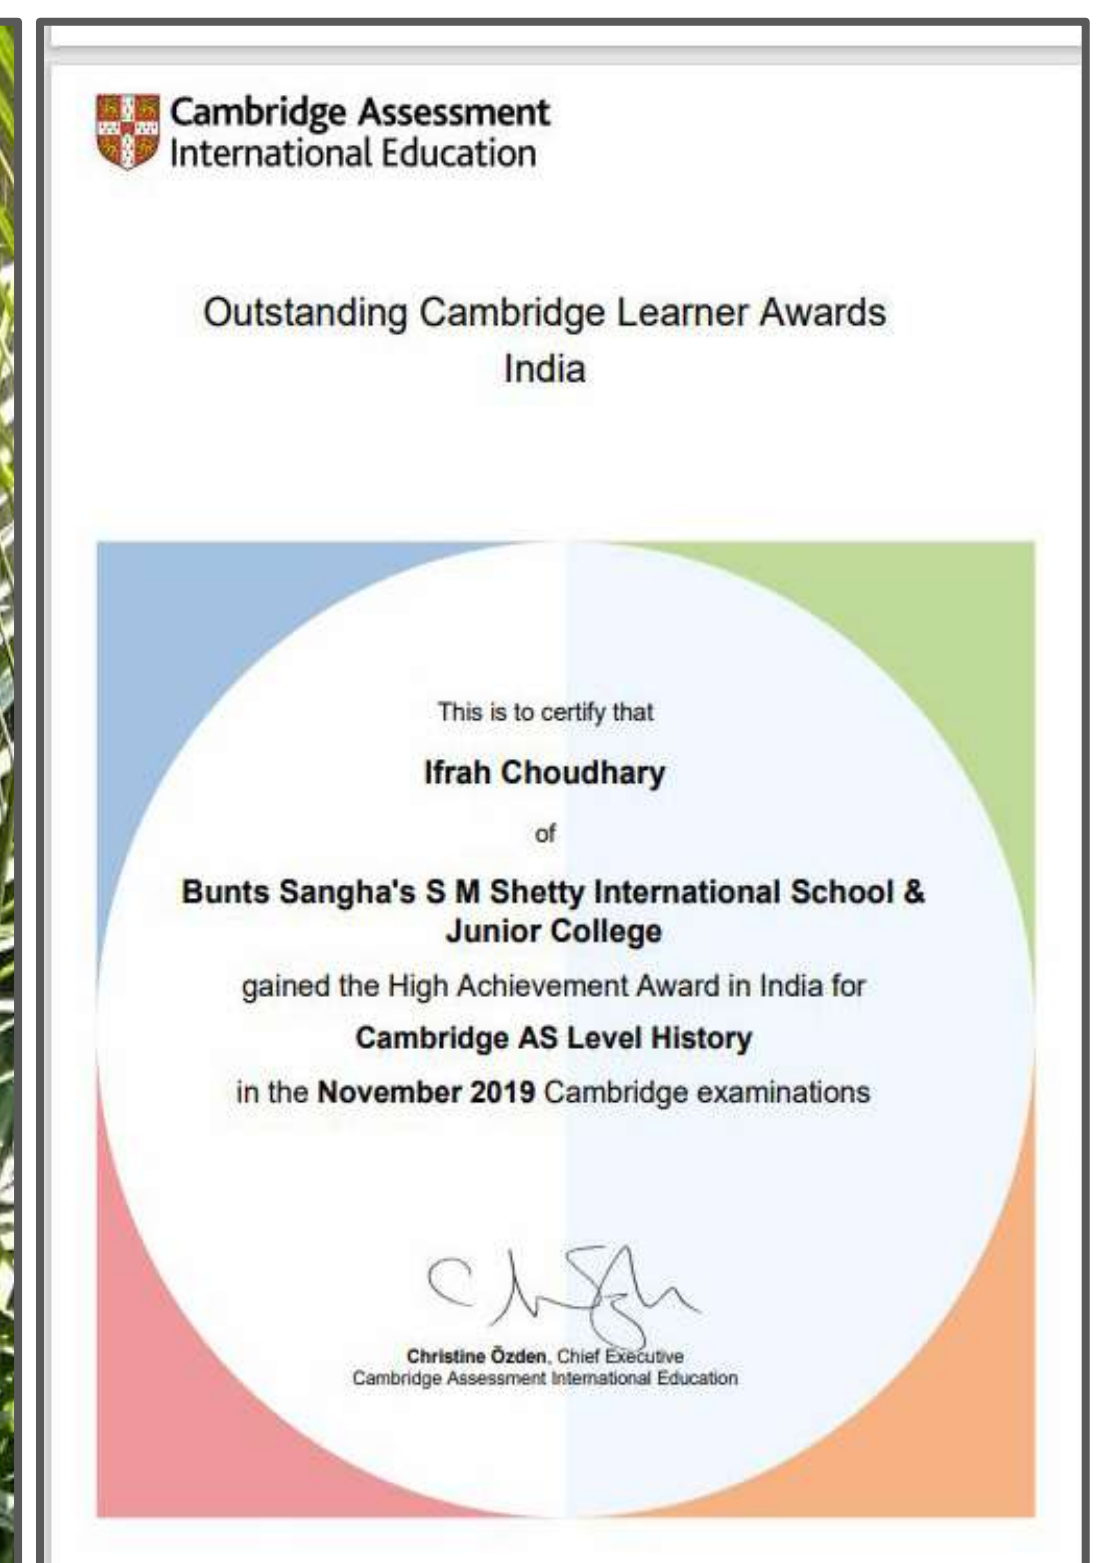 Cambridge Assessment
International Education
Outstanding Cambridge Learner Awards
India
This is to certify that
Ifrah Choudhary
of
Bunts Sangha's S M Shetty International School &
Junior College
gained the High Achievement Award in India for
Cambridge AS Level History
in the November 2019 Cambridge examinations
Christine Özden, Chief Executive
Cambridge Assessment International Education